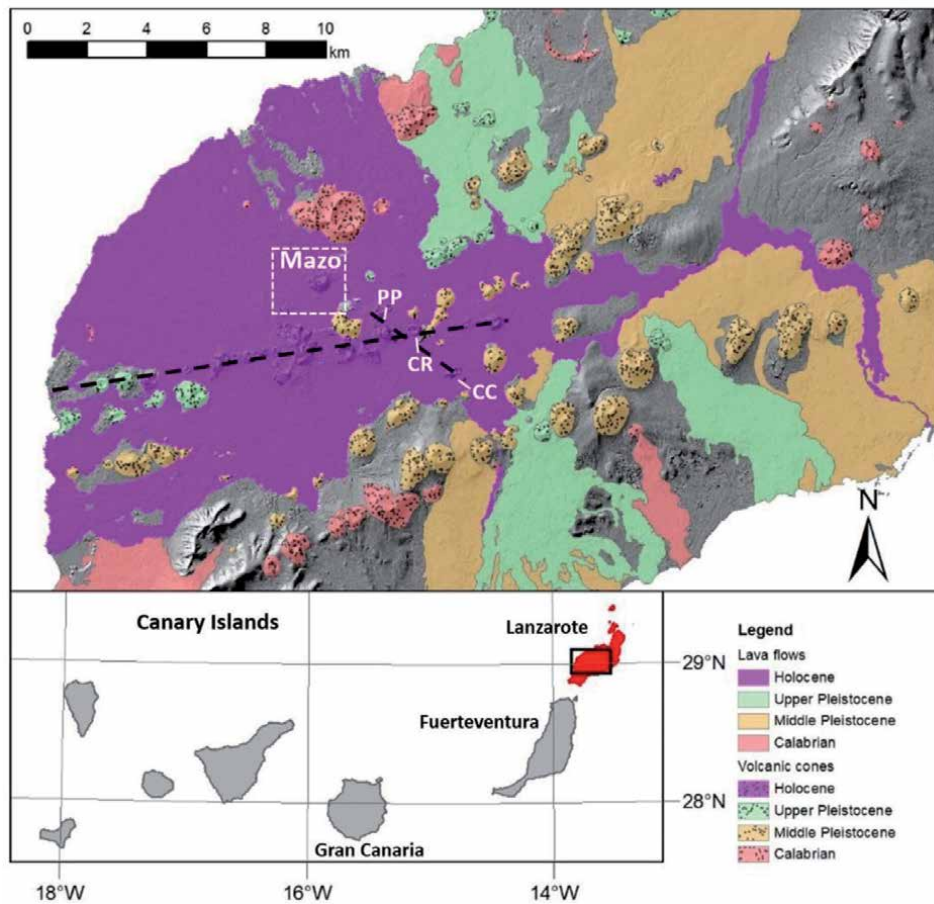 0 2 4 6 8 10
km
Mazo
PP
CR
CC
N
Canary Islands
Lanzarote
Fuerteventura
Gran Canaria
29°N
28°N
18°W 16°W 14°W
Legend
Lava flows
Holocene
Upper Pleistocene
Middle Pleistocene
Calabrian
Volcanic cones
Holocene
Upper Pleistocene
Middle Pleistocene
Calabrian